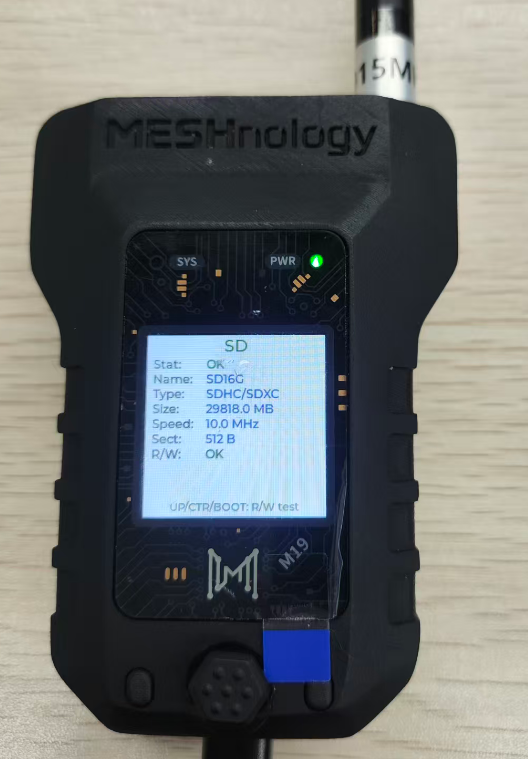 15M
MESHnology
SYS
PWR
SD
Stat: OK
Name: SD16G
Type: SDHC/SDXC
Size: 29818.0 MB
Speed: 10.0 MHz
Sect: 512 B
R/W: OK
UP/CTR/BOOT: R/W test
M19